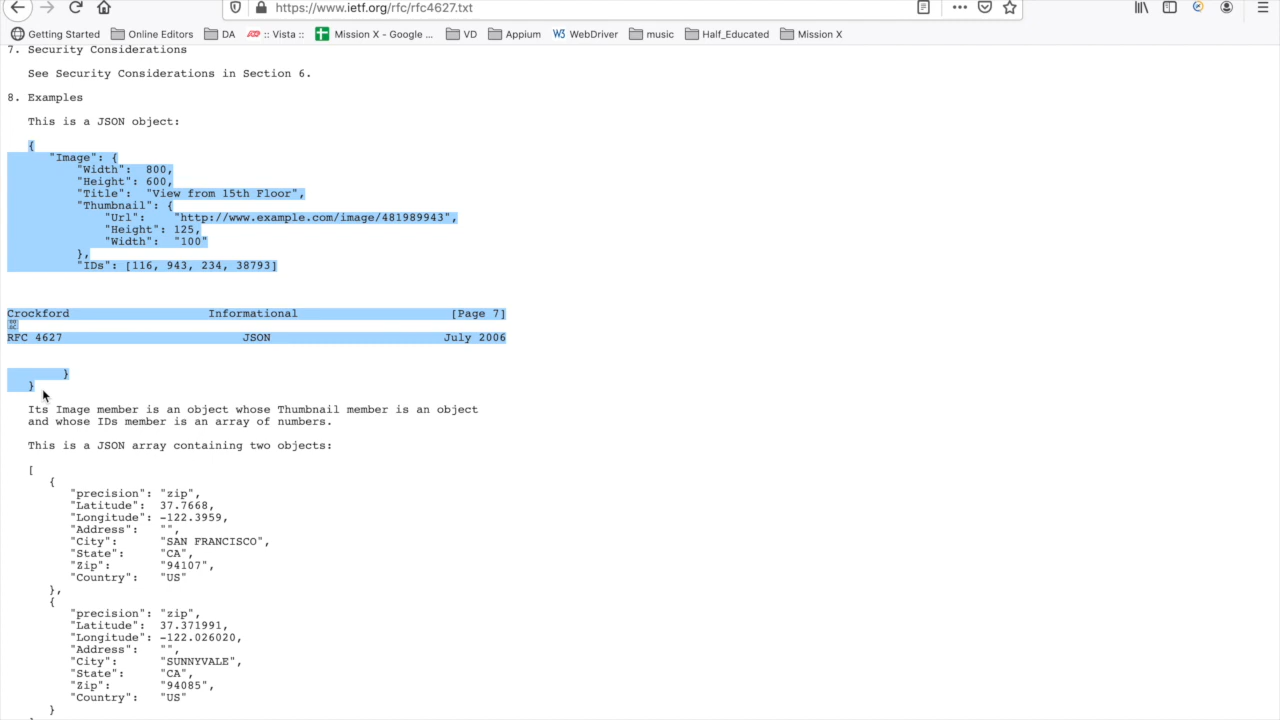 https://www.ietf.org/rfc/rfc4627.txt
Getting Started Online Editors DA :: Vista :: Mission X - Google ... VD Appium W3 WebDriver music Half_Educated Mission X
7. Security Considerations
See Security Considerations in Section 6.
8. Examples
This is a JSON object:
{
"Image": {
"Width":  800,
"Height": 600,
"Title":  "View from 15th Floor",
"Thumbnail": {
"Url":    "http://www.example.com/image/481989943",
"Height": 125,
"Width":  "100"
},
"IDs": [116, 943, 234, 38793]
Crockford Informational [Page 7]
RFC 4627 JSON July 2006
}
}
Its Image member is an object whose Thumbnail member is an object
and whose IDs member is an array of numbers.
This is a JSON array containing two objects:
[
{
"precision": "zip",
"Latitude":  37.7668,
"Longitude": -122.3959,
"Address":   "",
"City":      "SAN FRANCISCO",
"State":     "CA",
"Zip":       "94107",
"Country":   "US"
},
{
"precision": "zip",
"Latitude":  37.371991,
"Longitude": -122.026020,
"Address":   "",
"City":      "SUNNYVALE",
"State":     "CA",
"Zip":       "94085",
"Country":   "US"
}